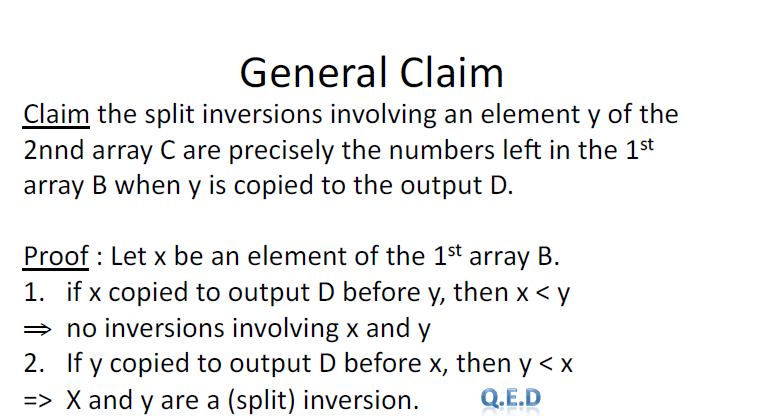 General Claim
Claim the split inversions involving an element y of the
2nnd array C are precisely the numbers left in the 1st
array B when y is copied to the output D.
Proof : Let x be an element of the 1st array B.
1. if x copied to output D before y, then x < y
⇒ no inversions involving x and y
2. If y copied to output D before x, then y < x
=> X and y are a (split) inversion. Q.E.D